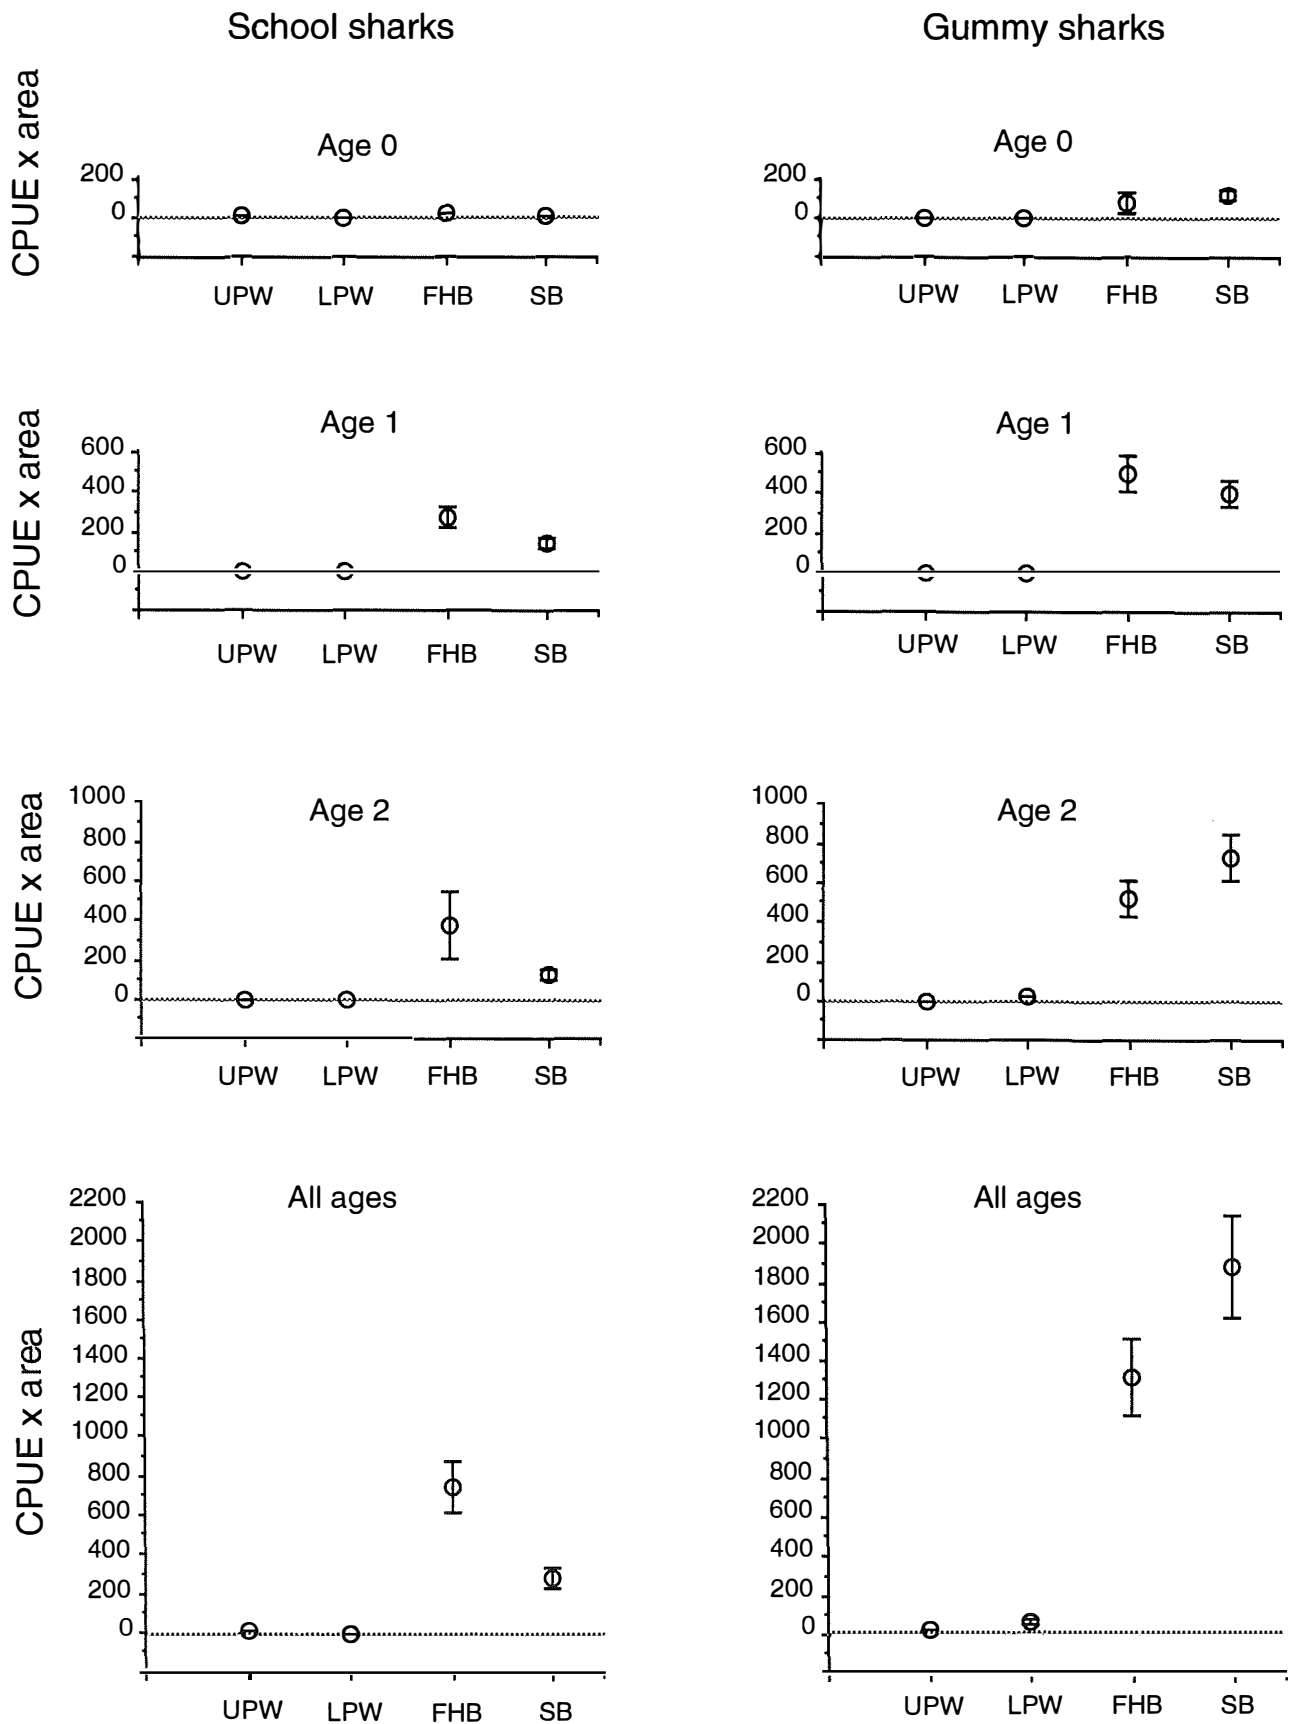 School sharks
Gummy sharks
CPUE x area
Age 0
200
0
UPW LPW FHB SB
Age 0
200
0
UPW LPW FHB SB
CPUE x area
Age 1
600
400
200
0
UPW LPW FHB SB
Age 1
600
400
200
0
UPW LPW FHB SB
CPUE x area
Age 2
1000
800
600
400
200
0
UPW LPW FHB SB
Age 2
1000
800
600
400
200
0
UPW LPW FHB SB
CPUE x area
All ages
2200
2000
1800
1600
1400
1200
1000
800
600
400
200
0
UPW LPW FHB SB
All ages
2200
2000
1800
1600
1400
1200
1000
800
600
400
200
0
UPW LPW FHB SB